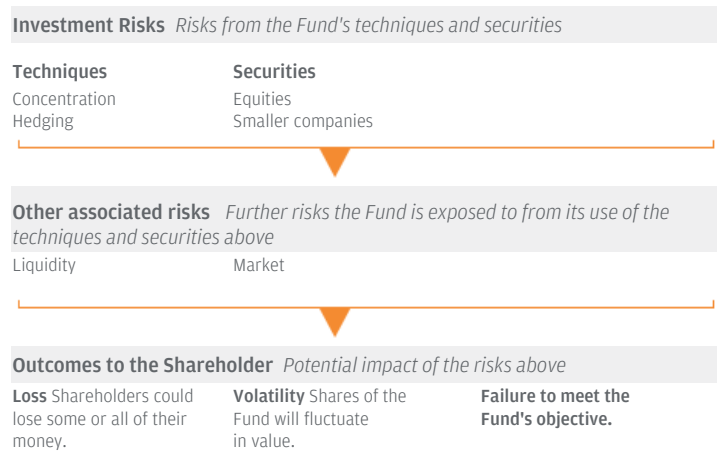 Investment Risks Risks from the Fund's techniques and securities
Techniques
Concentration
Hedging
Securities
Equities
Smaller companies
Other associated risks Further risks the Fund is exposed to from its use of the
techniques and securities above
Liquidity
Market
Outcomes to the Shareholder Potential impact of the risks above
Loss Shareholders could
lose some or all of their
money.
Volatility Shares of the
Fund will fluctuate
in value.
Failure to meet the
Fund's objective.